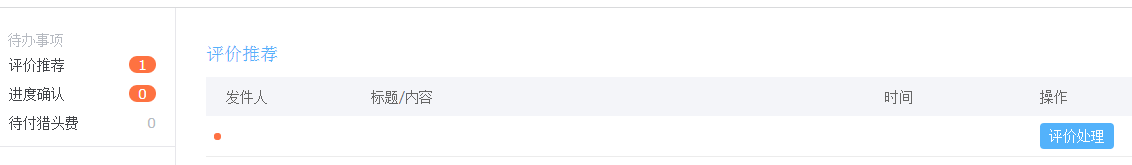 待办事项
评价推荐 1
进度确认 0
待付猎头费 0
评价推荐
发件人 标题/内容 时间 操作
评价处理